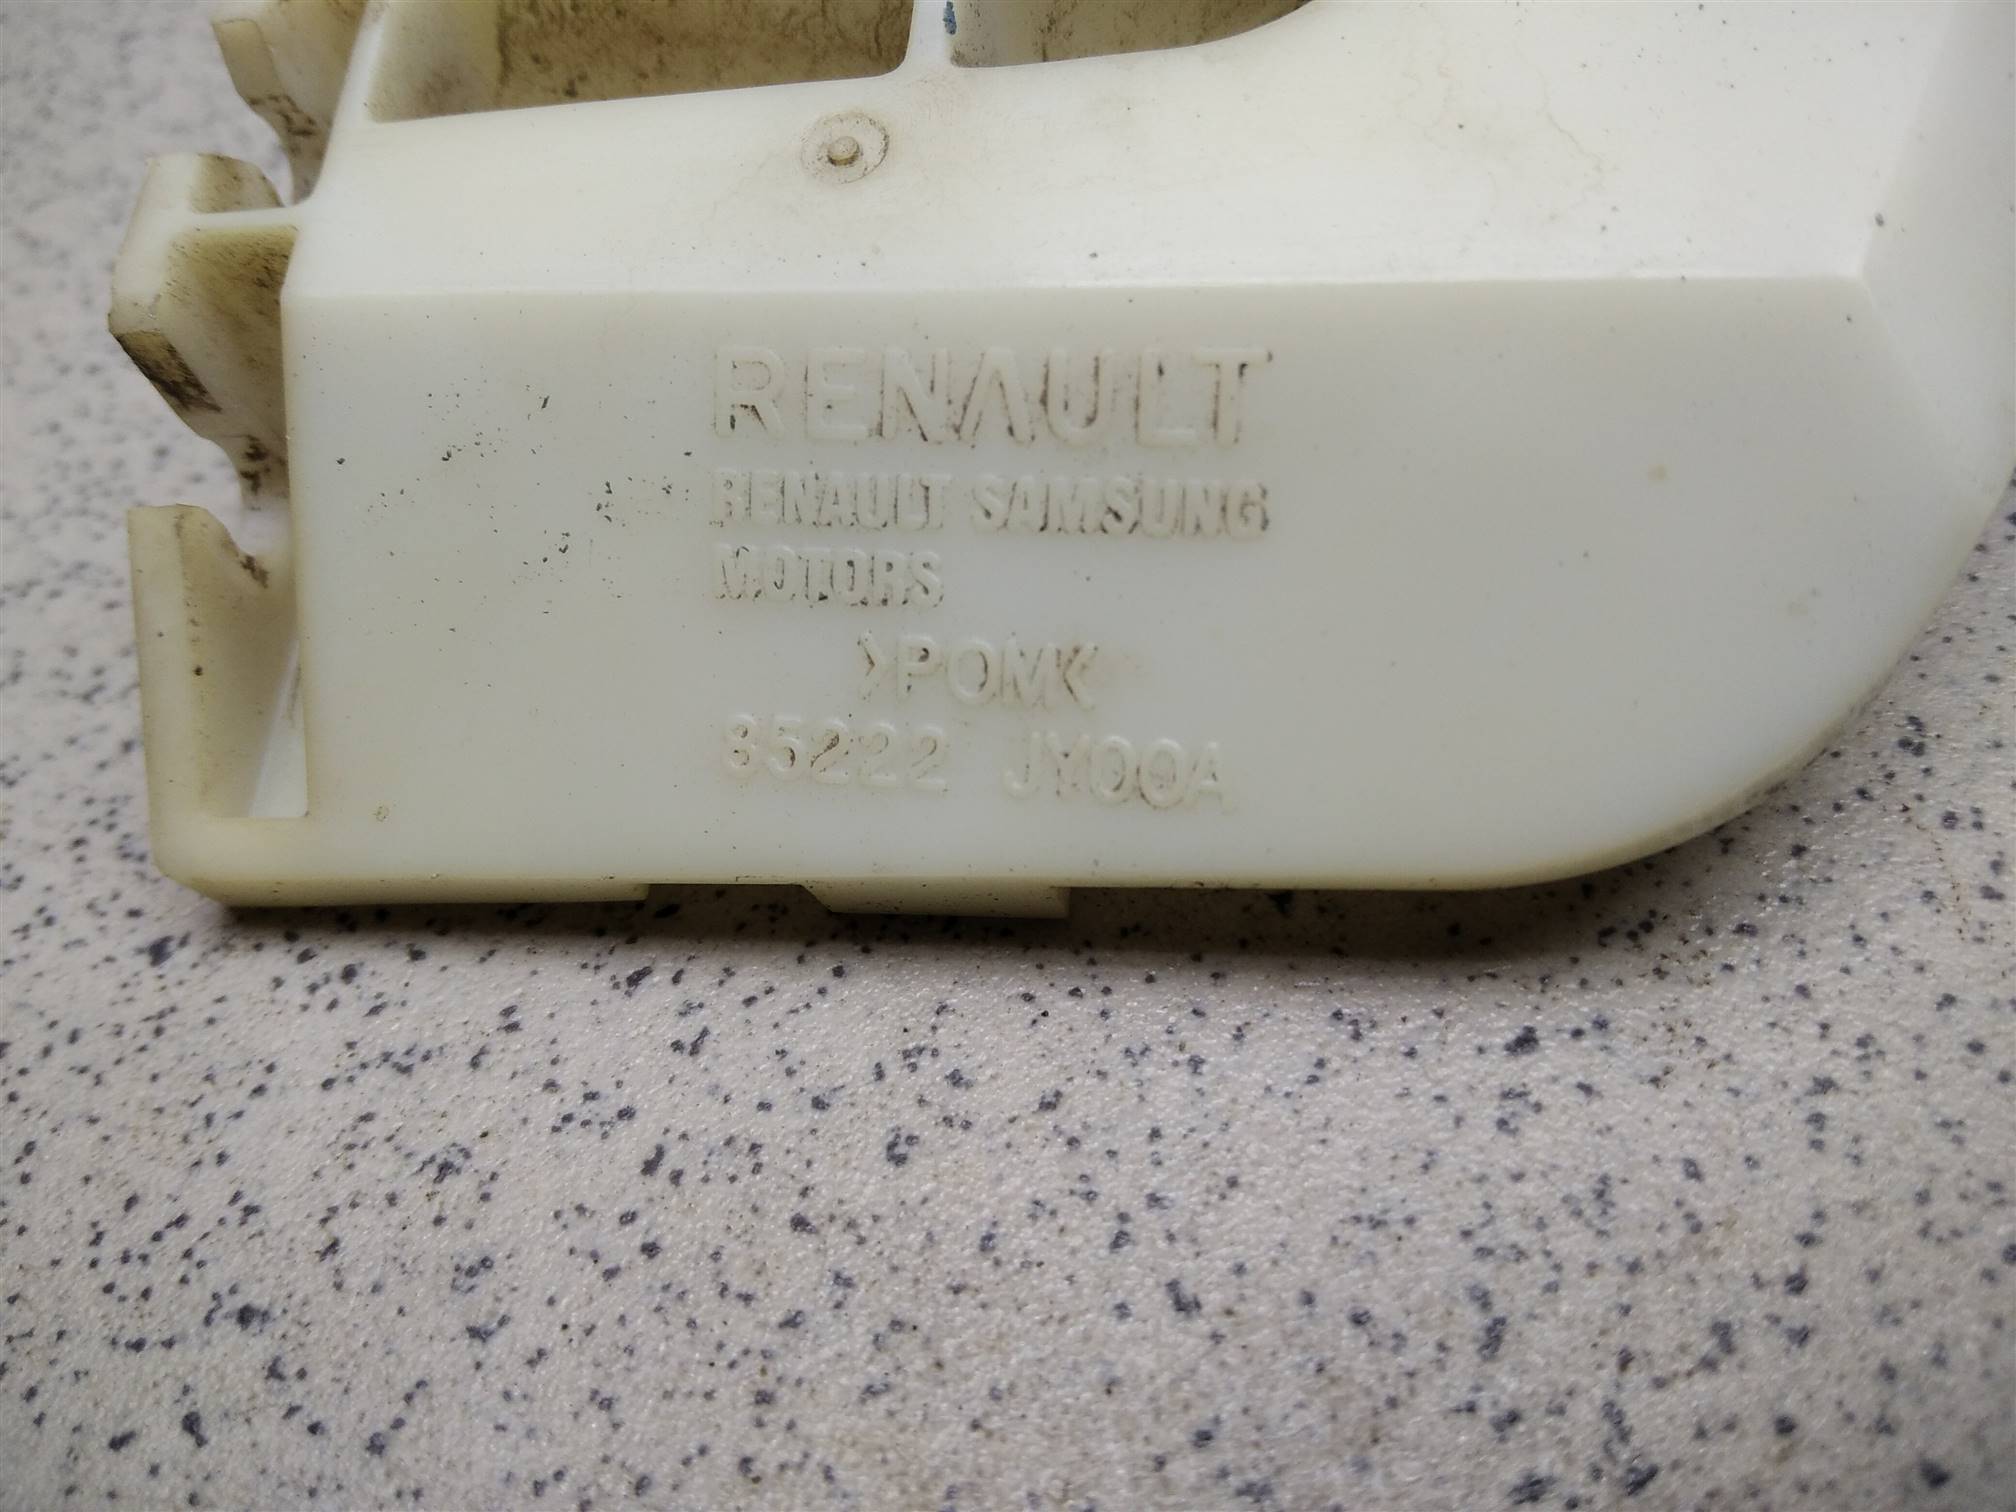 RENAULT
RENAULT SAMSUNG
MOTORS
>POM<
85222 JY00A